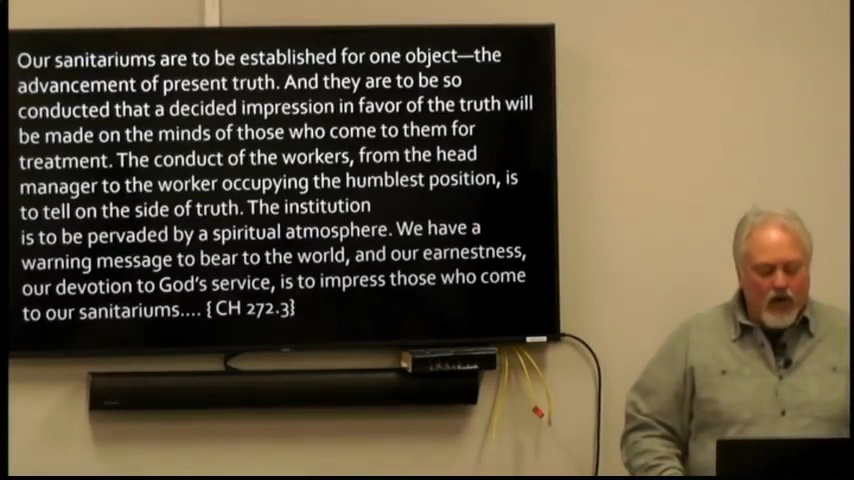 Our sanitariums are to be established for one object—the
advancement of present truth. And they are to be so
conducted that a decided impression in favor of the truth will
be made on the minds of those who come to them for
treatment. The conduct of the workers, from the head
manager to the worker occupying the humblest position, is
to tell on the side of truth. The institution
is to be pervaded by a spiritual atmosphere. We have a
warning message to bear to the world, and our earnestness,
our devotion to God's service, is to impress those who come
to our sanitariums.... { CH 272.3}